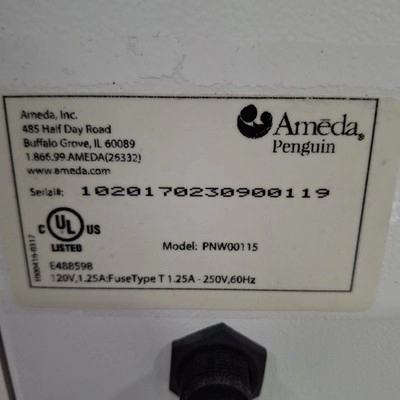 Ameda, Inc.
485 Half Day Road
Buffalo Grove, IL 60089
1.866.99.AMEDA(26332)
www.ameda.com
Amēda®
Penguin
Serial#: 1020170230900119
C UL US
LISTED
Model: PNW00115
E488598
120V,1.25A:FuseType T 1.25A - 250V,60Hz